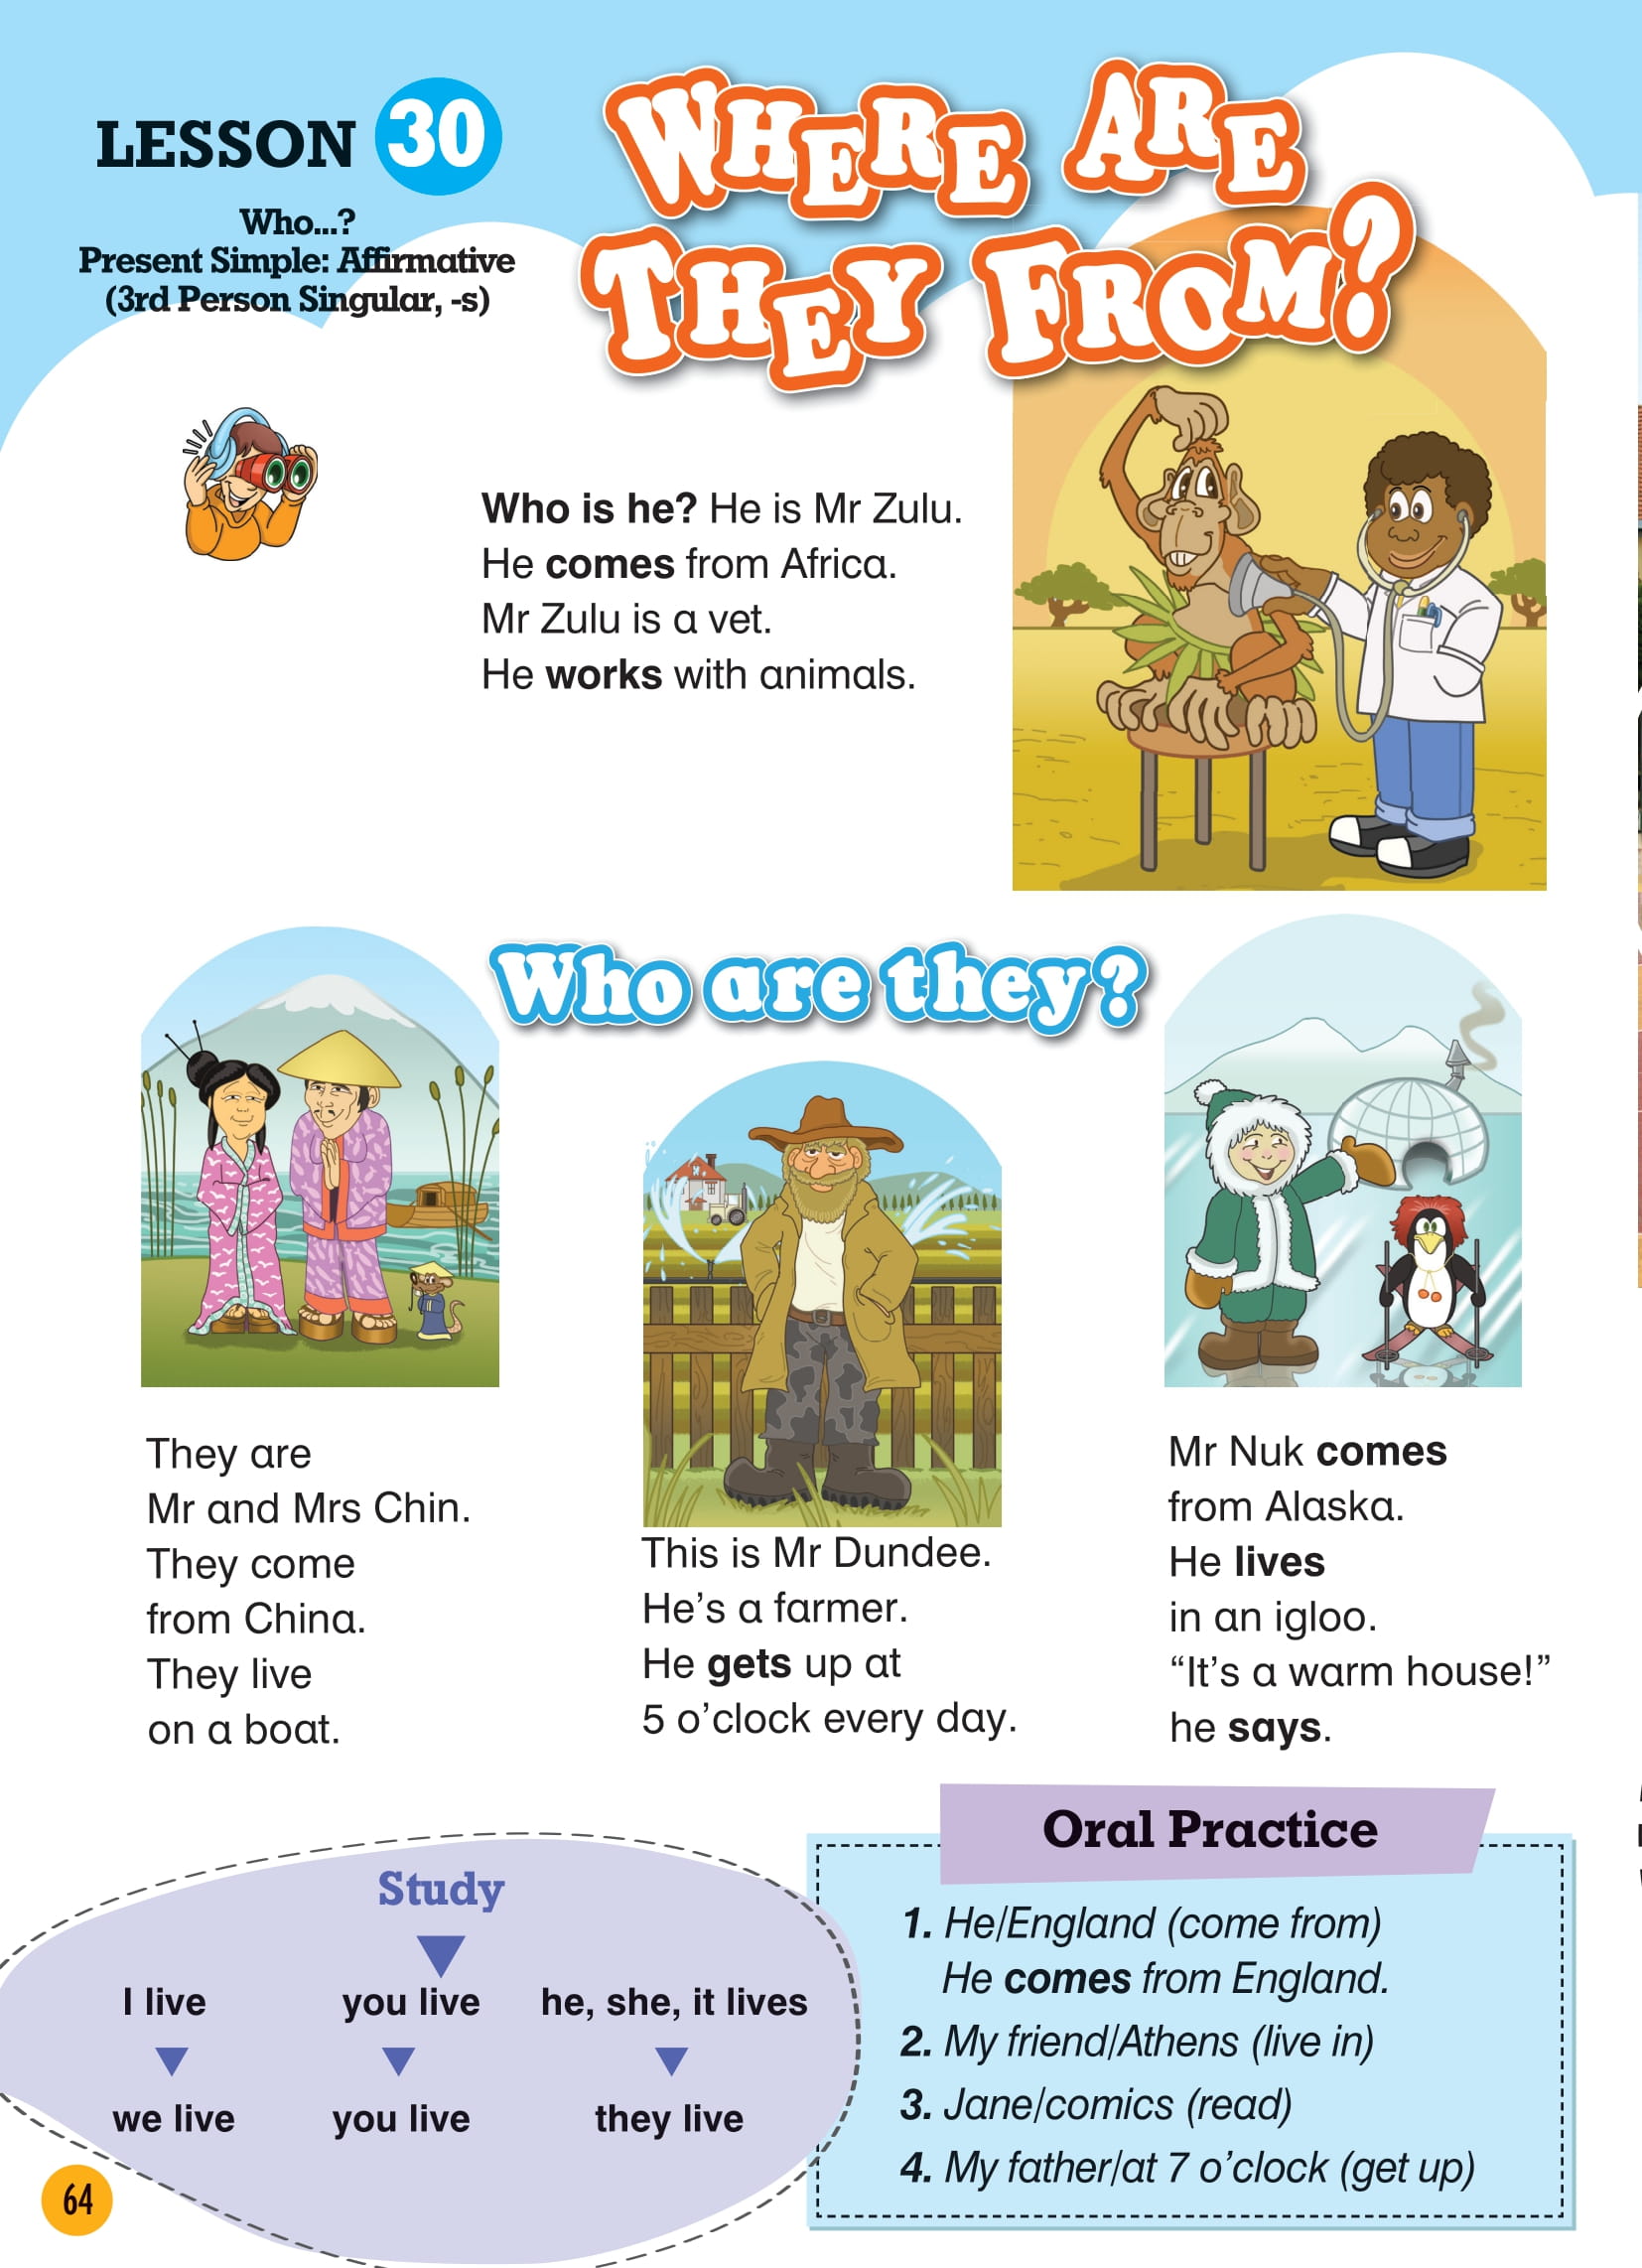 LESSON 30
Who...?
Present Simple: Affirmative
(3rd Person Singular, -s)
WHERE ARE
THEY FROM?
Who is he? He is Mr Zulu.
He comes from Africa.
Mr Zulu is a vet.
He works with animals.
Who are they?
They are
Mr and Mrs Chin.
They come
from China.
They live
on a boat.
This is Mr Dundee.
He's a farmer.
He gets up at
5 o'clock every day.
Mr Nuk comes
from Alaska.
He lives
in an igloo.
“It's a warm house!”
he says.
Study
I live you live he, she, it lives
we live you live they live
Oral Practice
1. He/England (come from)
He comes from England.
2. My friend/Athens (live in)
3. Jane/comics (read)
4. My father/at 7 o'clock (get up)
64